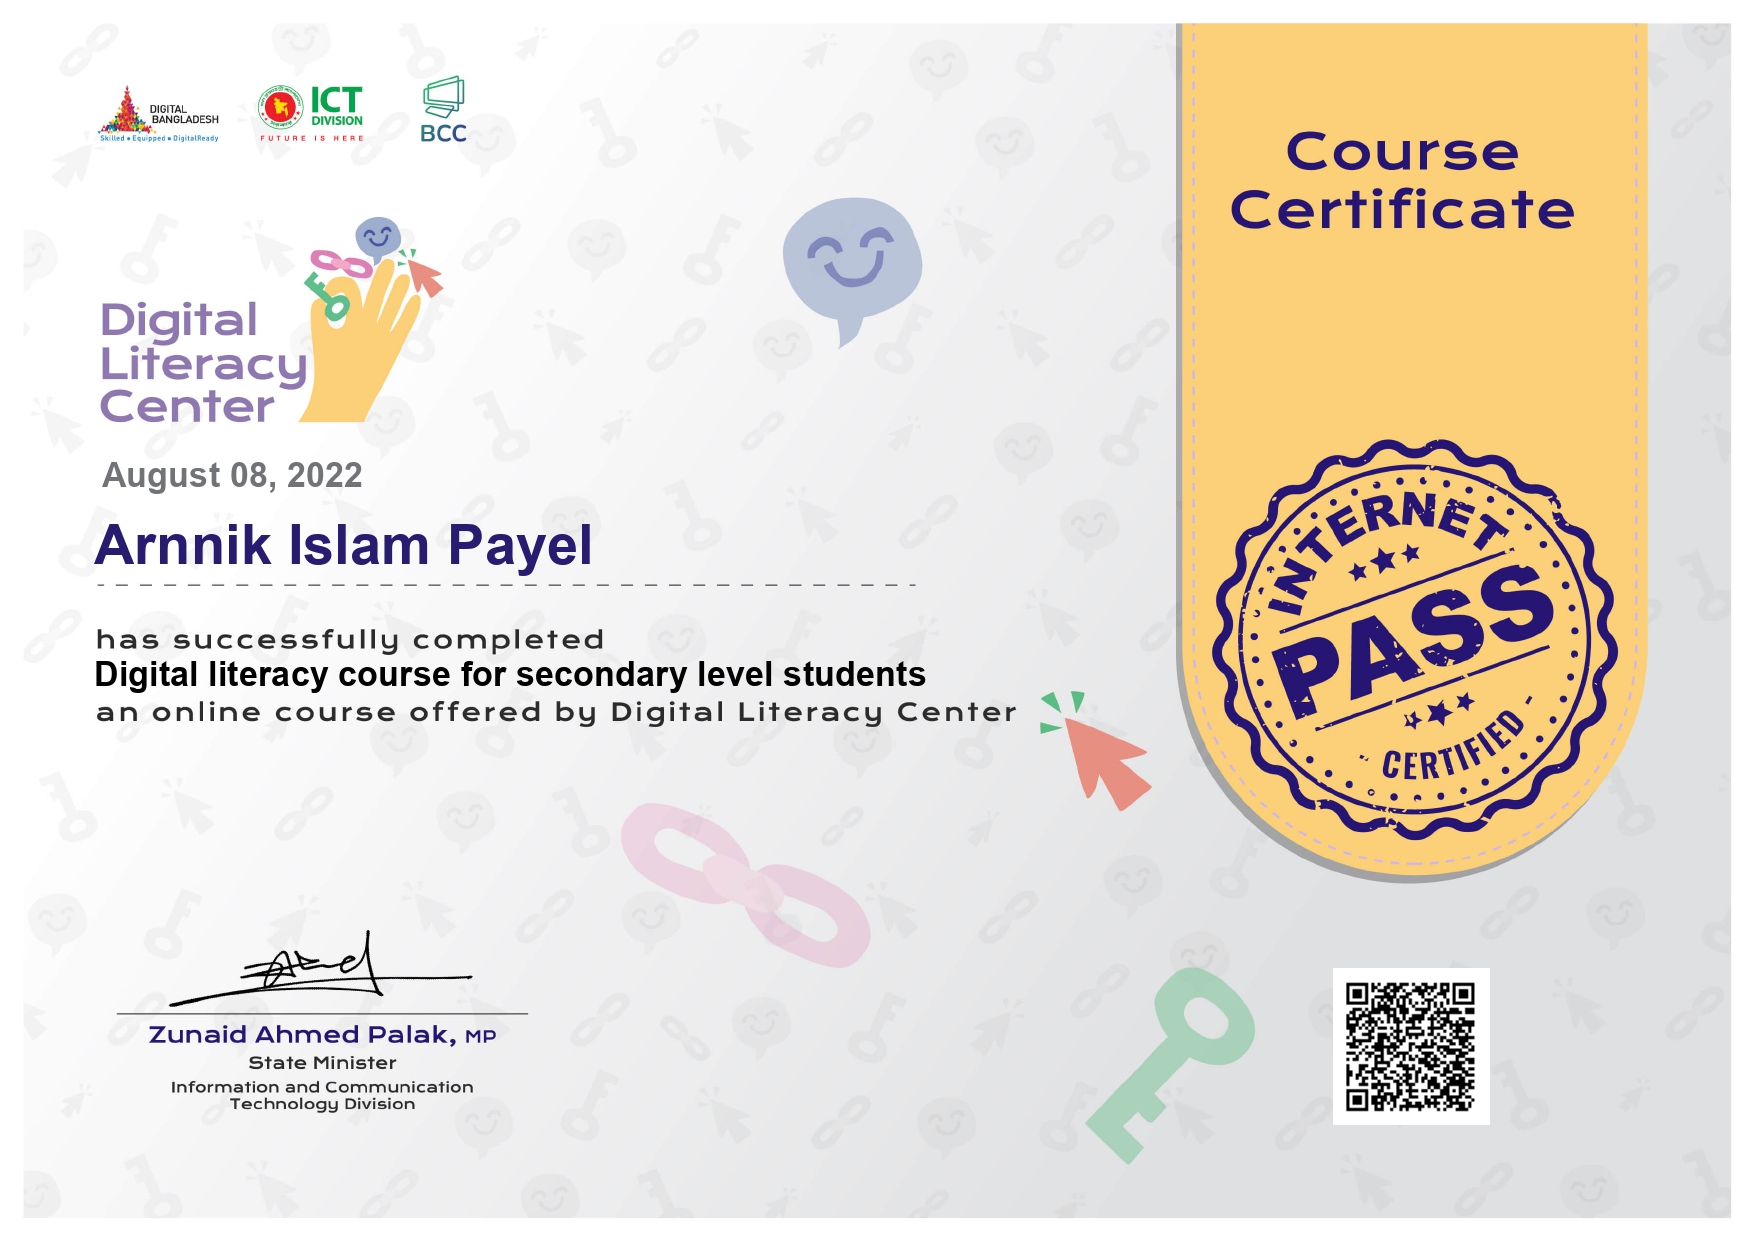 DIGITAL
BANGLADESH
Skilled • Equipped • DigitalReady
ICT
DIVISION
FUTURE IS HERE
BCC
Course
Certificate
Digital
Literacy
Center
August 08, 2022
Arnnik Islam Payel
has successfully completed
Digital literacy course for secondary level students
an online course offered by Digital Literacy Center
INTERNET
PASS
CERTIFIED
Zunaid Ahmed Palak, MP
State Minister
Information and Communication
Technology Division